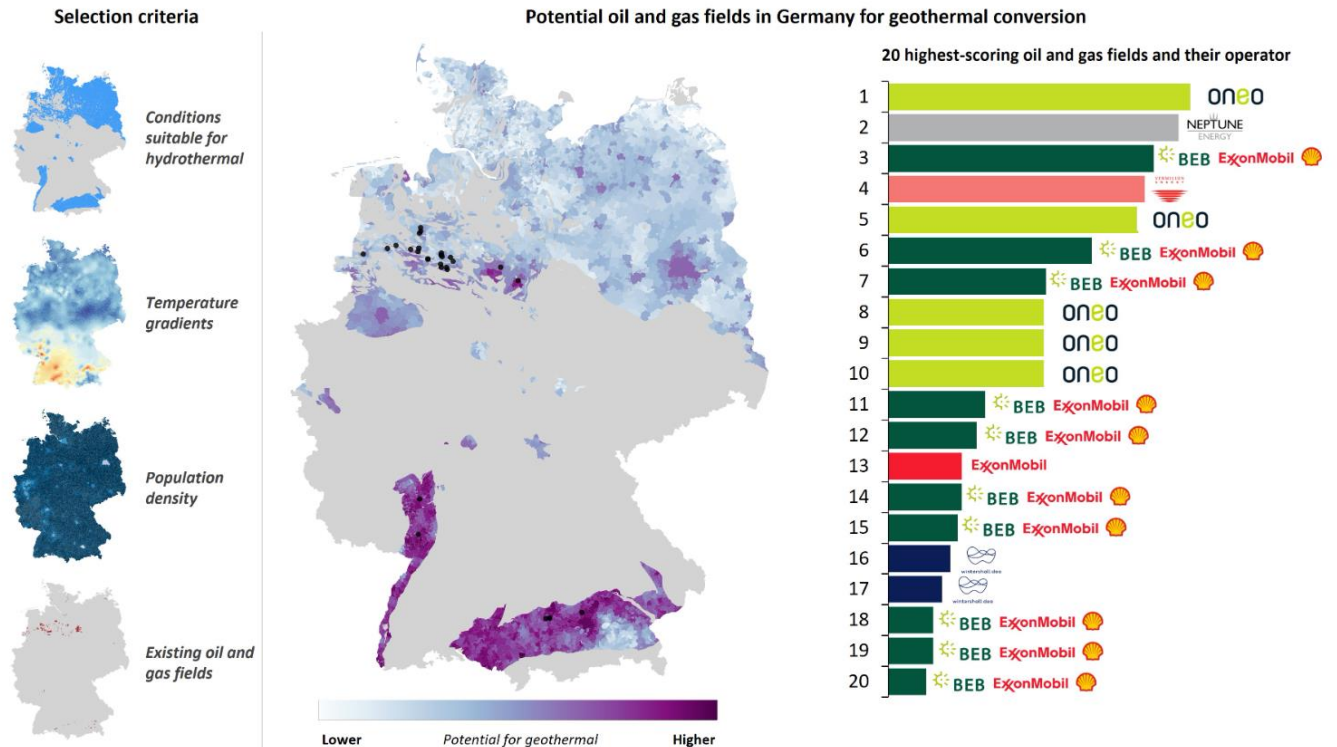 Selection criteria
Conditions
suitable for
hydrothermal
Temperature
gradients
Population
density
Existing oil and
gas fields
Potential oil and gas fields in Germany for geothermal conversion
Lower
Potential for geothermal
Higher
20 highest-scoring oil and gas fields and their operator
1 oneo
2 NEPTUNE
ENERGY
3 BEB ExxonMobil
4 VERMILION
ENERGY
5 oneo
6 BEB ExxonMobil
7 BEB ExxonMobil
8 oneo
9 oneo
10 oneo
11 BEB ExxonMobil
12 BEB ExxonMobil
13 ExxonMobil
14 BEB ExxonMobil
15 BEB ExxonMobil
16 wintershall dea
17 wintershall dea
18 BEB ExxonMobil
19 BEB ExxonMobil
20 BEB ExxonMobil